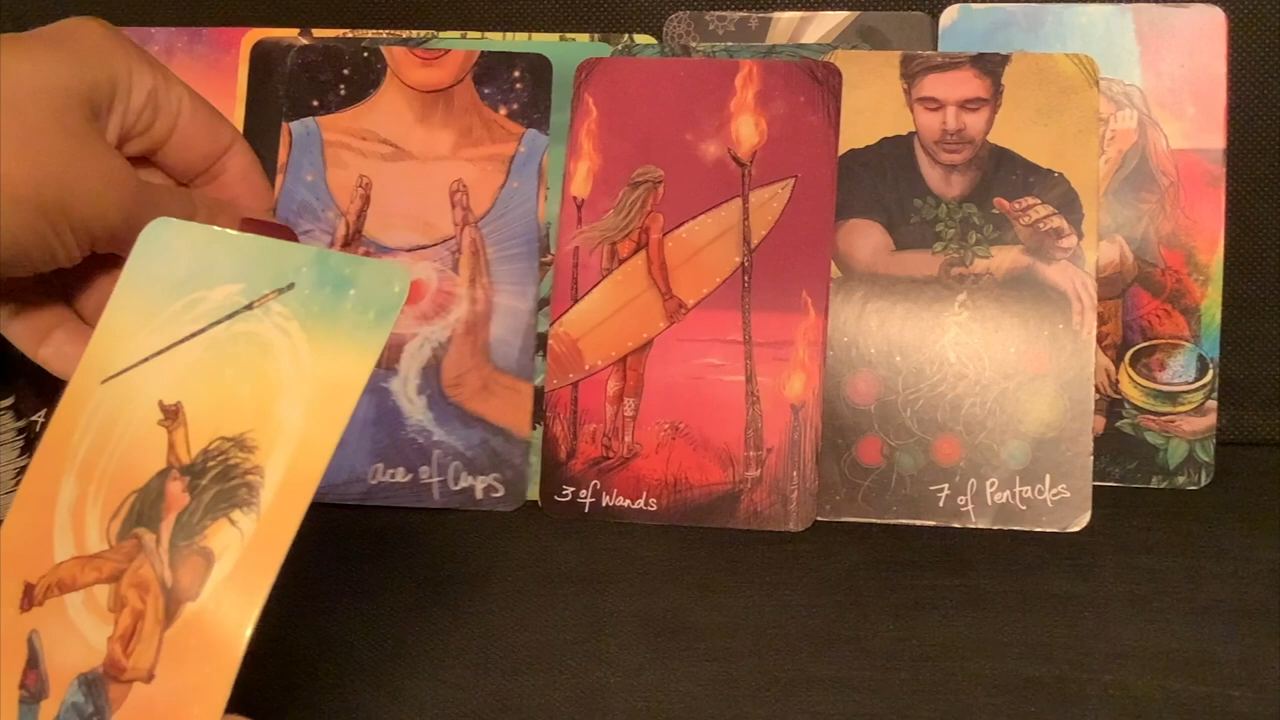 Ace of Cups
3 of Wands
7 of Pentacles